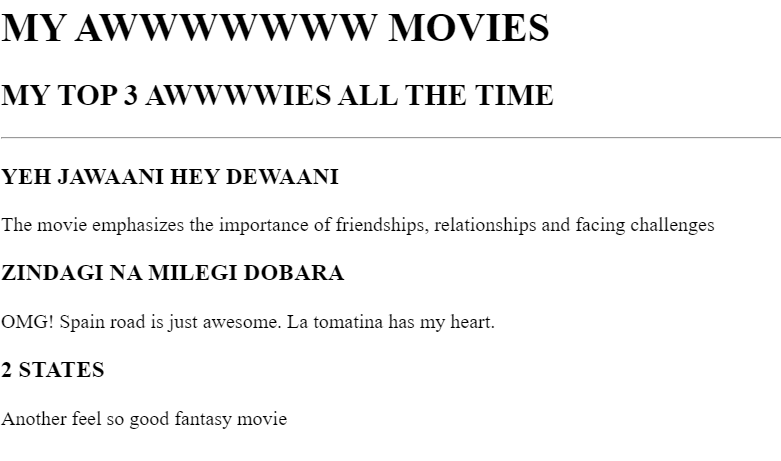 MY AWWWWWWW MOVIES
MY TOP 3 AWWWWIES ALL THE TIME
YEH JAWAANI HEY DEWAANI
The movie emphasizes the importance of friendships, relationships and facing challenges
ZINDAGI NA MILEGI DOBARA
OMG! Spain road is just awesome. La tomatina has my heart.
2 STATES
Another feel so good fantasy movie